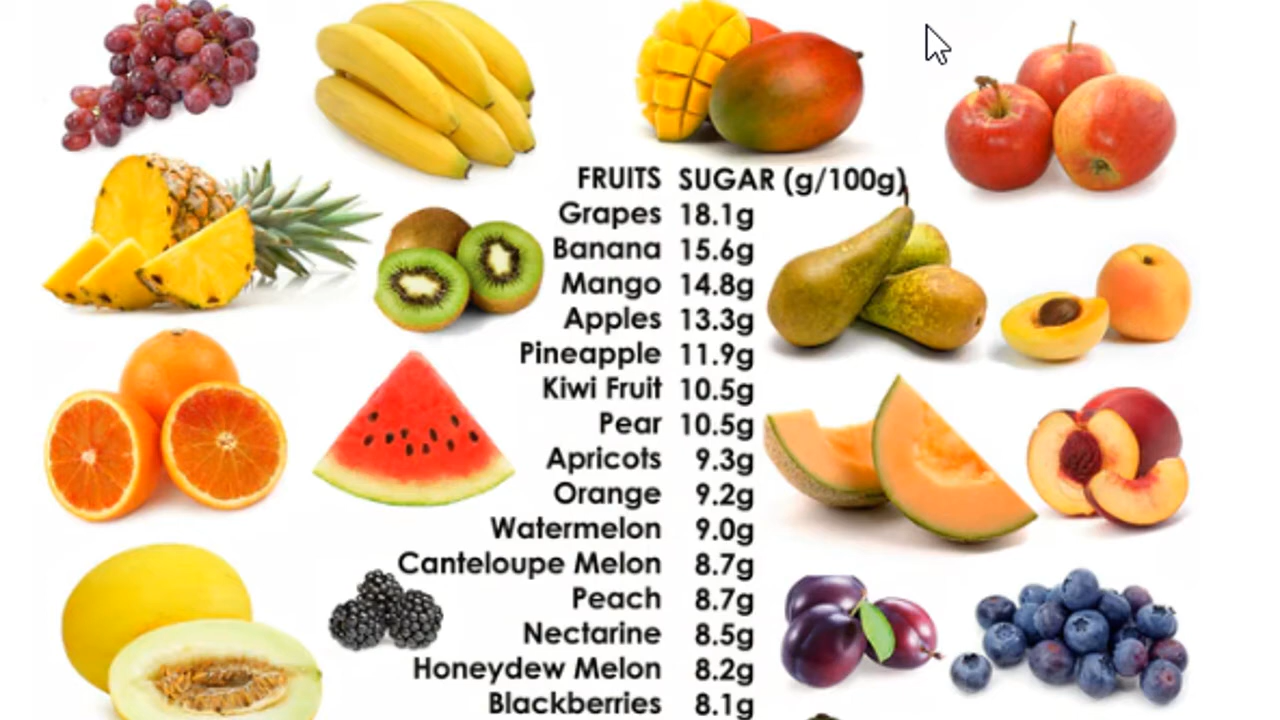 FRUITS SUGAR (g/100g)
Grapes 18.1g
Banana 15.6g
Mango 14.8g
Apples 13.3g
Pineapple 11.9g
Kiwi Fruit 10.5g
Pear 10.5g
Apricots 9.3g
Orange 9.2g
Watermelon 9.0g
Canteloupe Melon 8.7g
Peach 8.7g
Nectarine 8.5g
Honeydew Melon 8.2g
Blackberries 8.1g